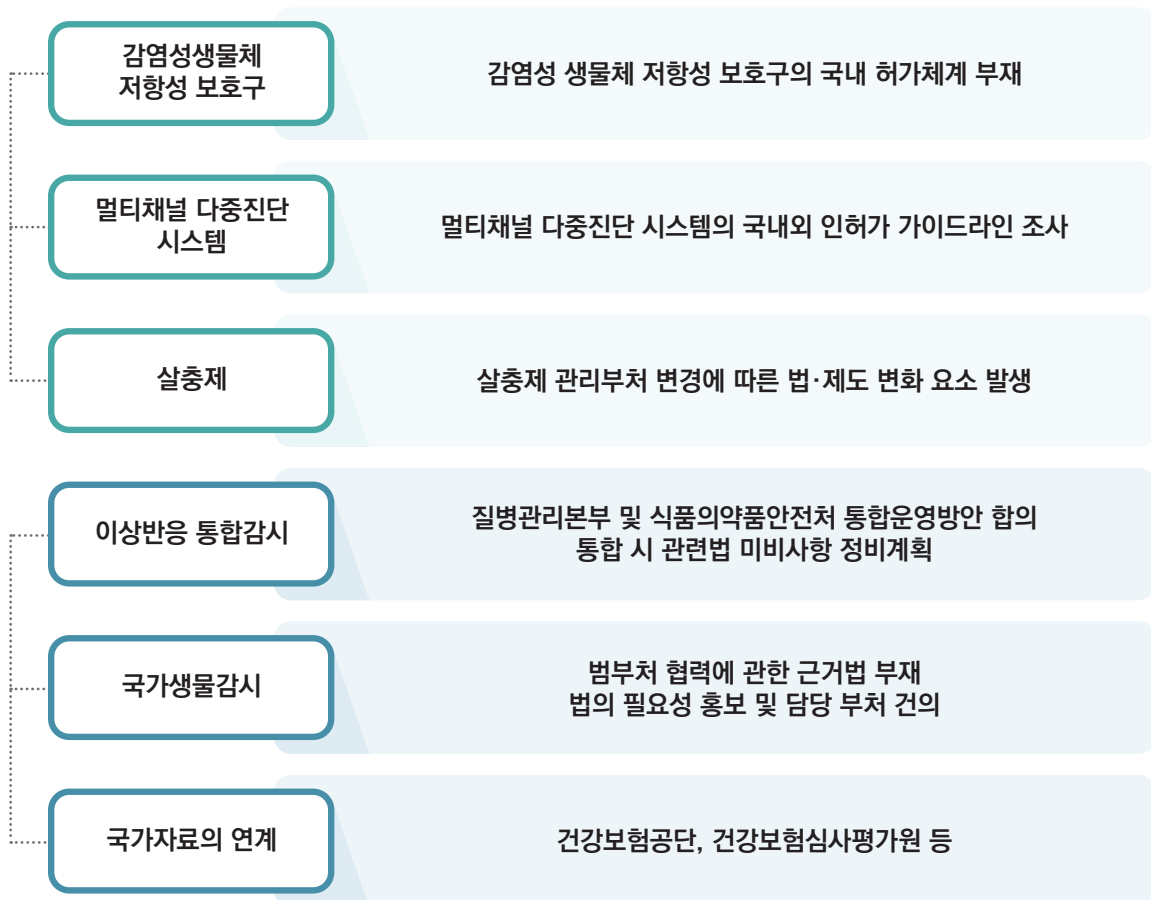 감염성생물체
저항성 보호구
감염성 생물체 저항성 보호구의 국내 허가체계 부재
멀티채널 다중진단
시스템
멀티채널 다중진단 시스템의 국내외 인허가 가이드라인 조사
살충제
살충제 관리부처 변경에 따른 법·제도 변화 요소 발생
이상반응 통합감시
질병관리본부 및 식품의약품안전처 통합운영방안 합의
통합 시 관련법 미비사항 정비계획
국가생물감시
범부처 협력에 관한 근거법 부재
법의 필요성 홍보 및 담당 부처 건의
국가자료의 연계
건강보험공단, 건강보험심사평가원 등